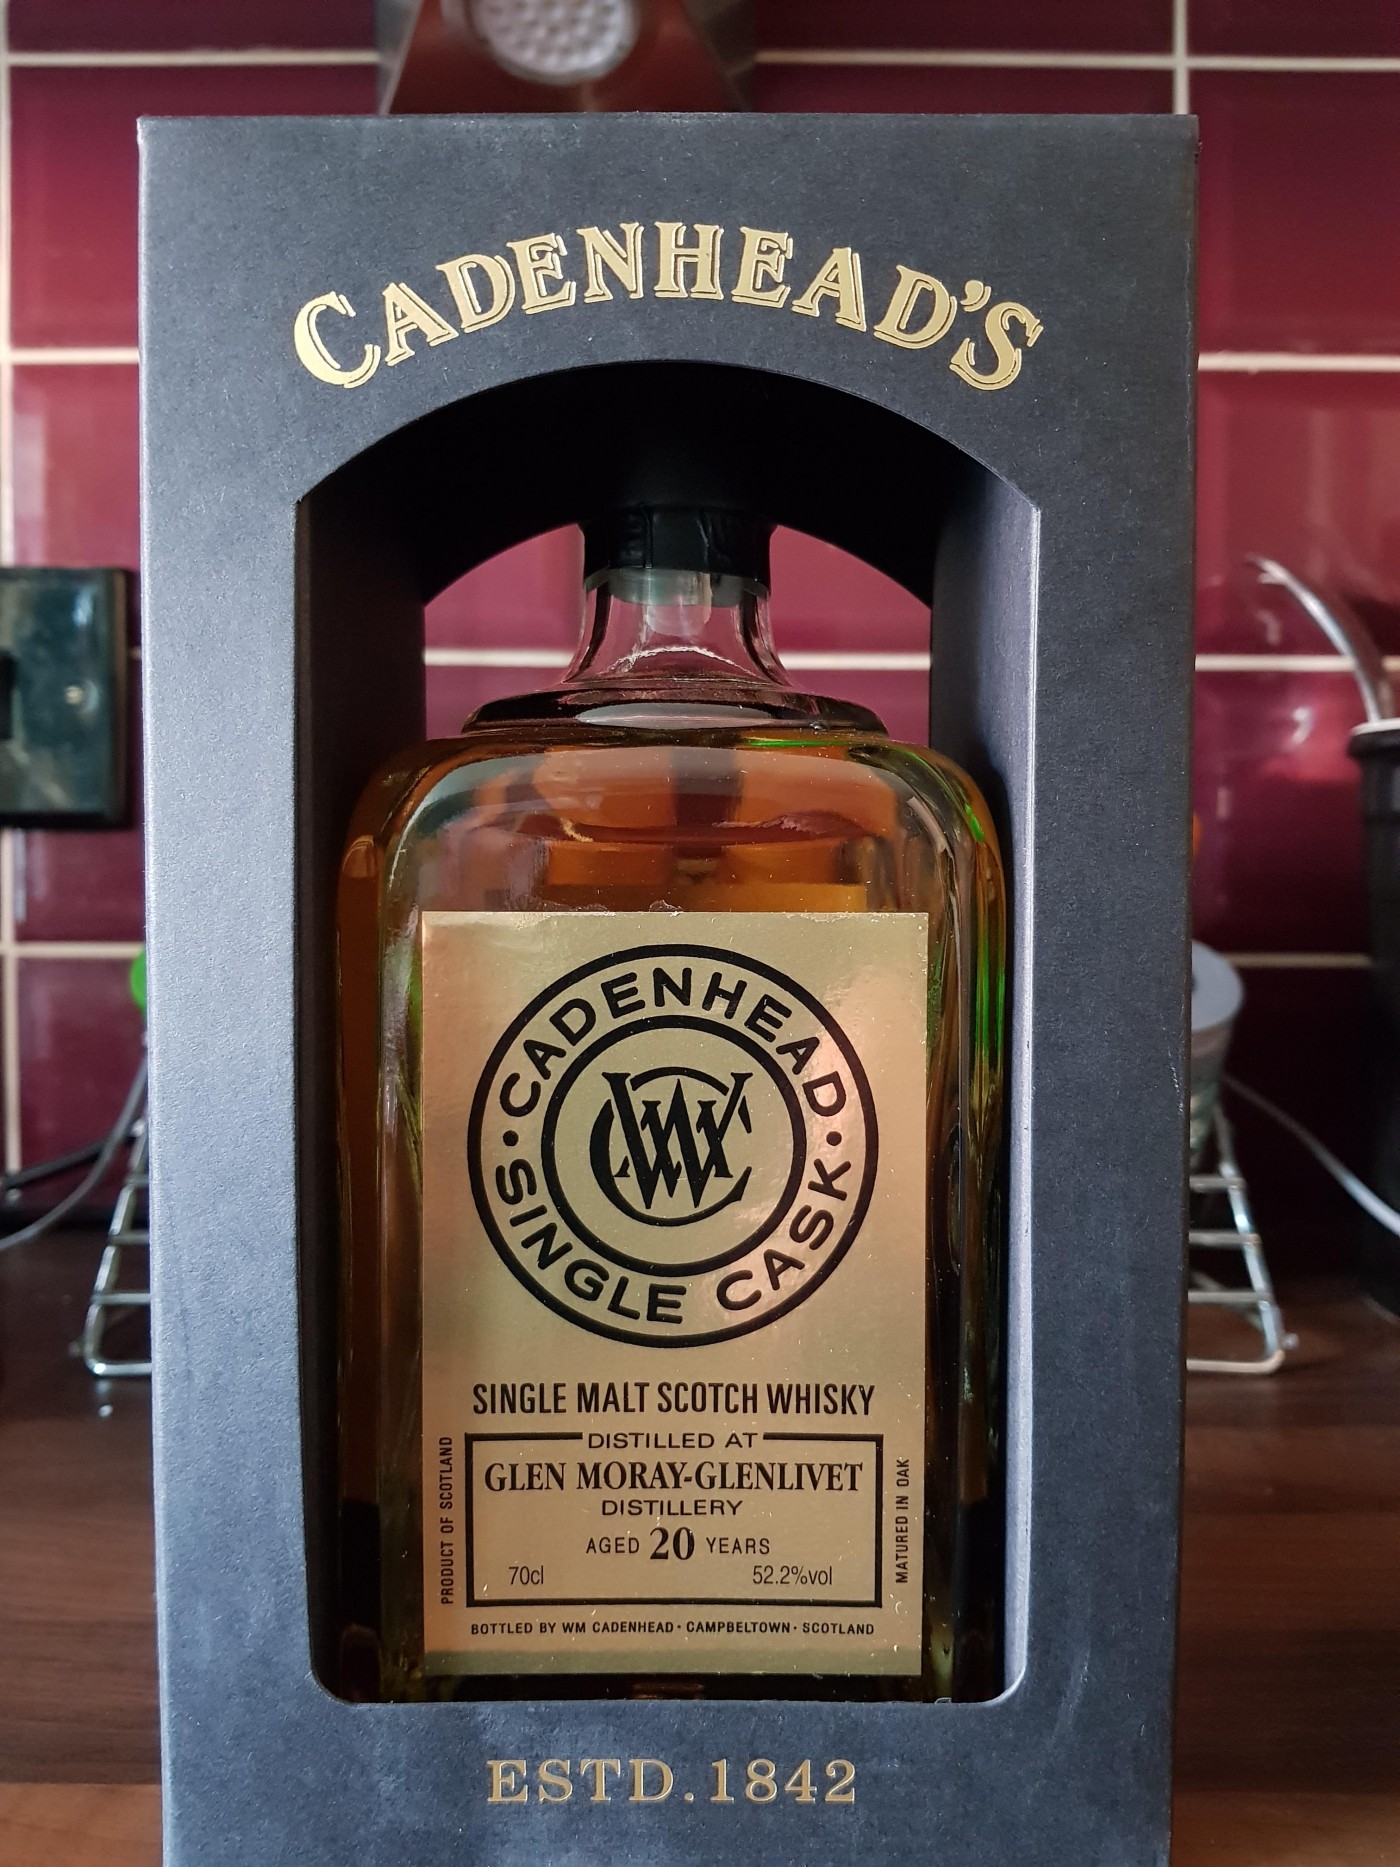 CADENHEAD'S
CADENHEAD
WC
SINGLE CASK
SINGLE MALT SCOTCH WHISKY
DISTILLED AT
GLEN MORAY-GLENLIVET
DISTILLERY
AGED 20 YEARS
70cl 52.2%vol
PRODUCT OF SCOTLAND
MATURED IN OAK
BOTTLED BY WM CADENHEAD · CAMPBELTOWN · SCOTLAND
ESTD.1842